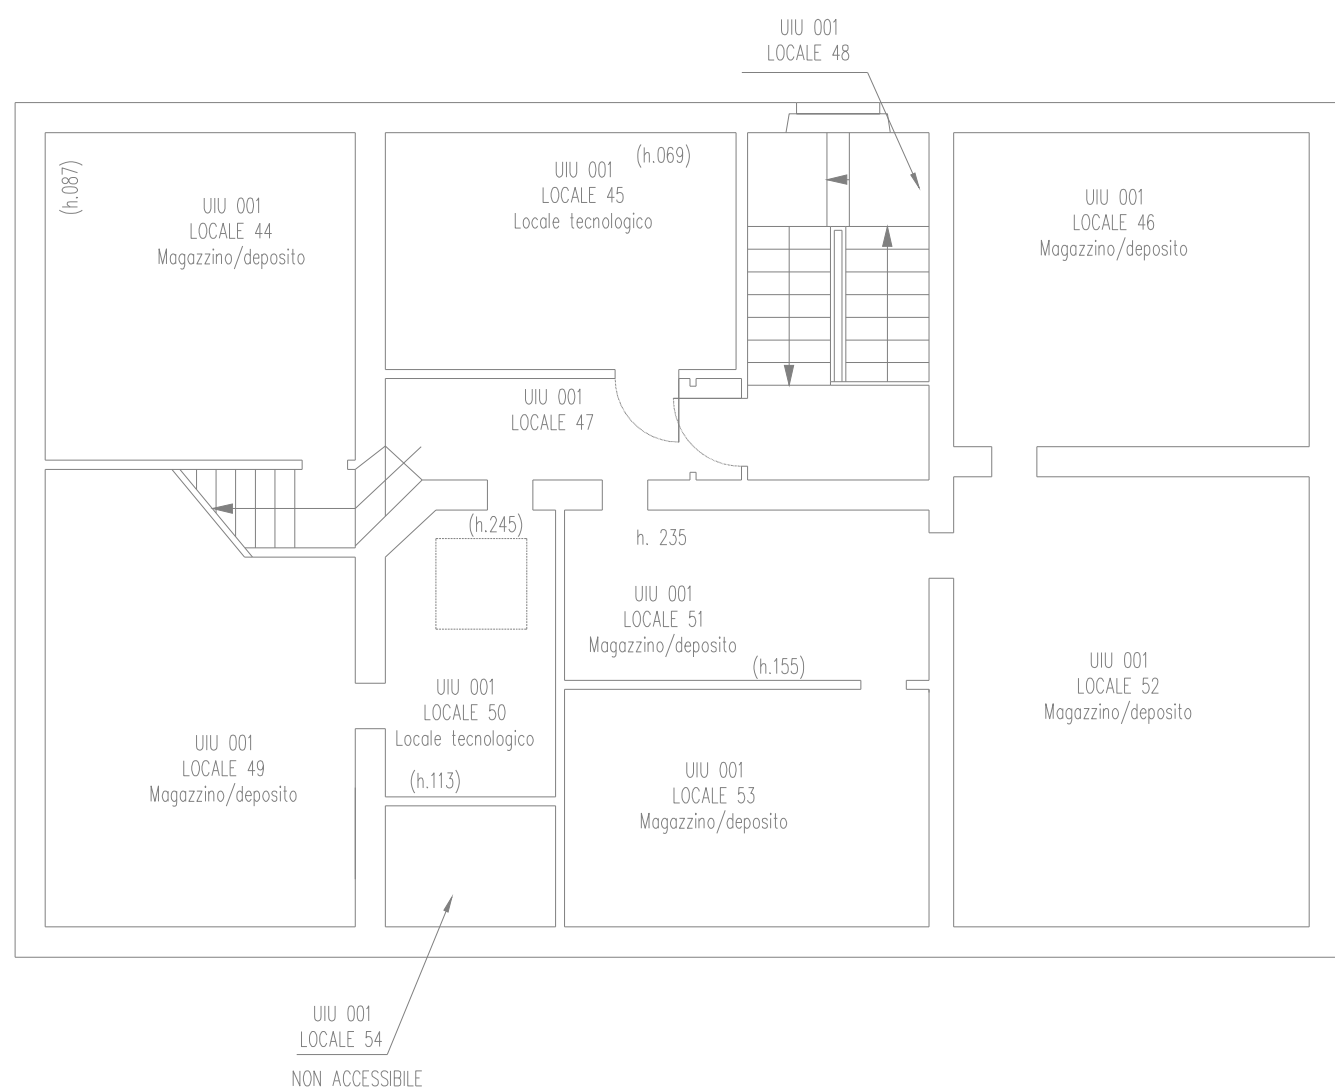 UIU 001
LOCALE 48
(h.087)
UIU 001
LOCALE 44
Magazzino/deposito
(h.069)
UIU 001
LOCALE 45
Locale tecnologico
UIU 001
LOCALE 46
Magazzino/deposito
UIU 001
LOCALE 47
(h.245)
h. 235
UIU 001
LOCALE 51
Magazzino/deposito
(h.155)
UIU 001
LOCALE 52
Magazzino/deposito
UIU 001
LOCALE 50
Locale tecnologico
(h.113)
UIU 001
LOCALE 49
Magazzino/deposito
UIU 001
LOCALE 53
Magazzino/deposito
UIU 001
LOCALE 54
NON ACCESSIBILE